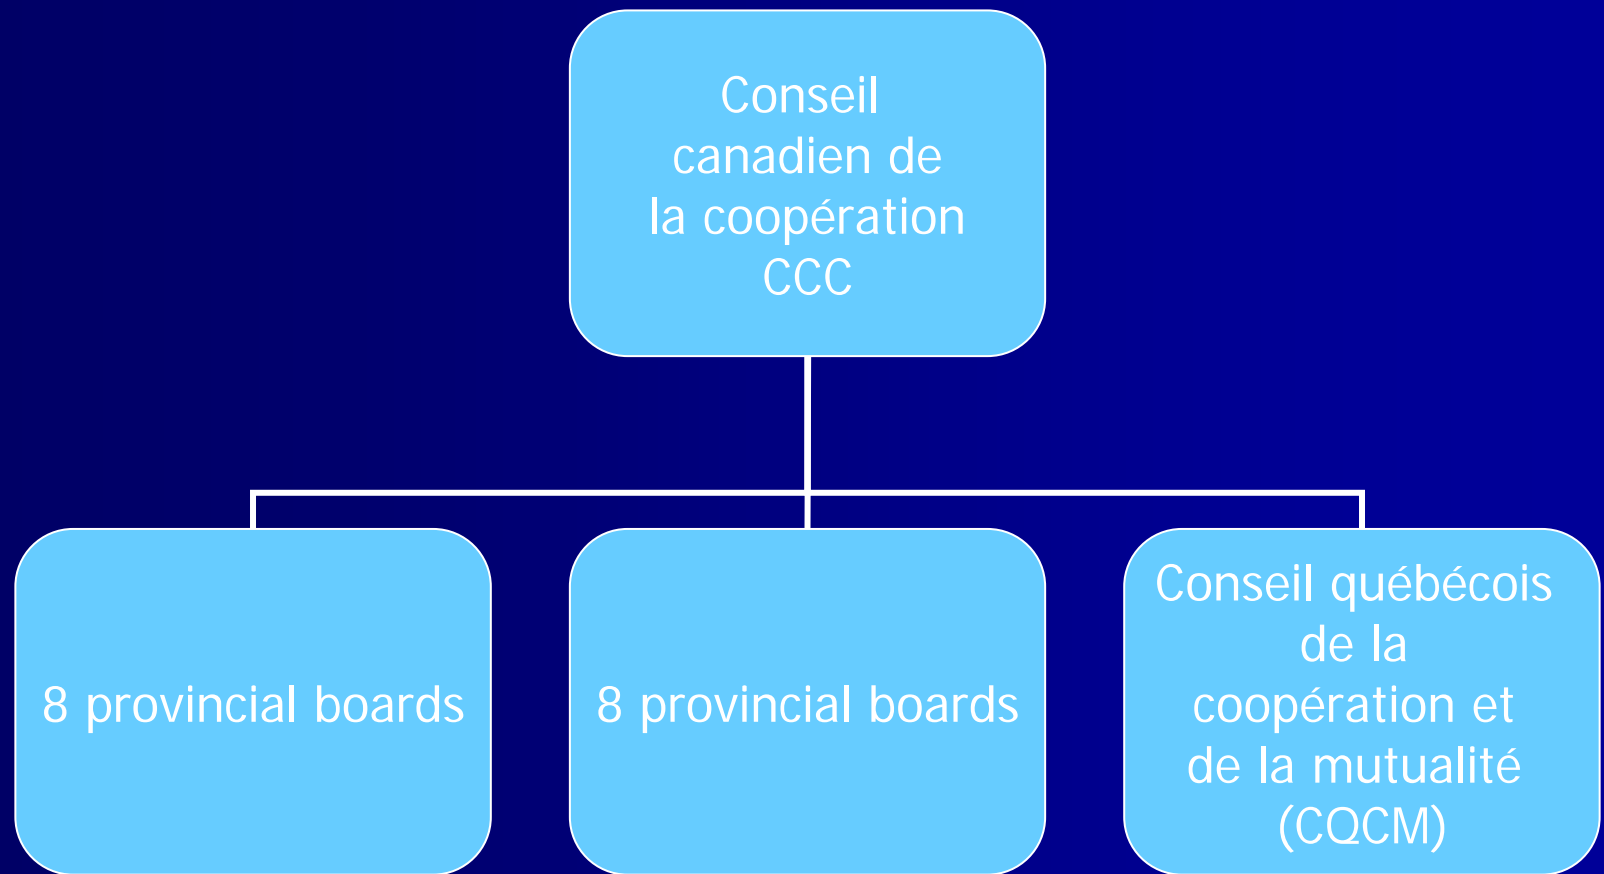 Conseil
canadien de
la coopération
CCC
8 provincial boards
8 provincial boards
Conseil québécois
de la
coopération et
de la mutualité
(CQCM)